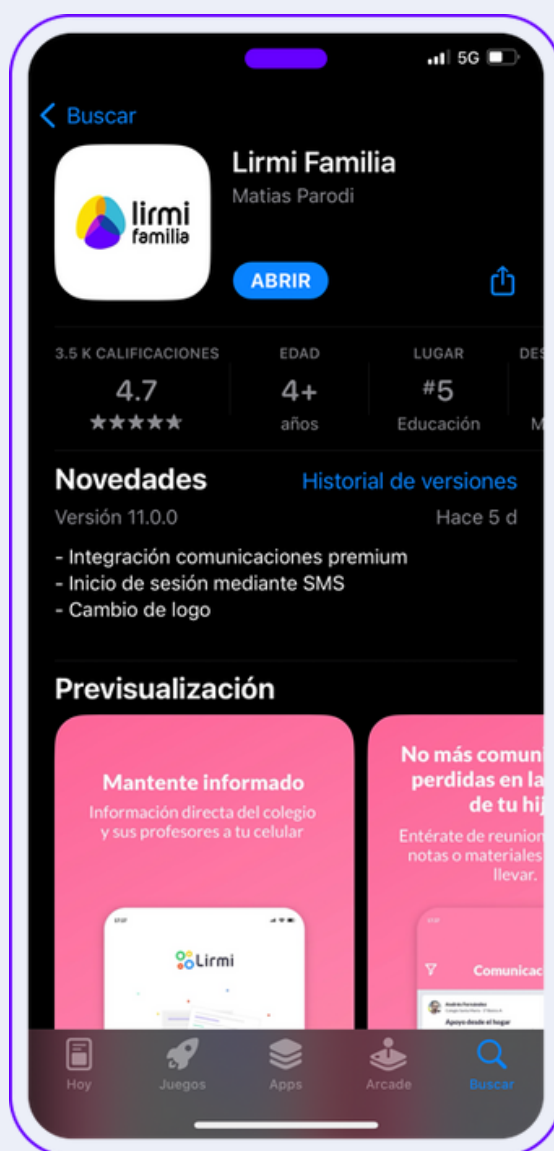 5G
Buscar
lirmi
familia
Lirmi Familia
Matias Parodi
ABRIR
3.5 K CALIFICACIONES
4.7
EDAD
4+
años
LUGAR
#5
Educación
DES
M
Novedades
Historial de versiones
Versión 11.0.0
Hace 5 d
- Integración comunicaciones premium
- Inicio de sesión mediante SMS
- Cambio de logo
Previsualización
Mantente informado
Información directa del colegio
y sus profesores a tu celular
Lirmi
No más comuni
perdidas en la
de tu hij
Entérate de reunion
notas o materiales
llevar.
Comunicac
Andrés Fernández
Apoyo desde el hogar
Hoy
Juegos
Apps
Arcade
Buscar